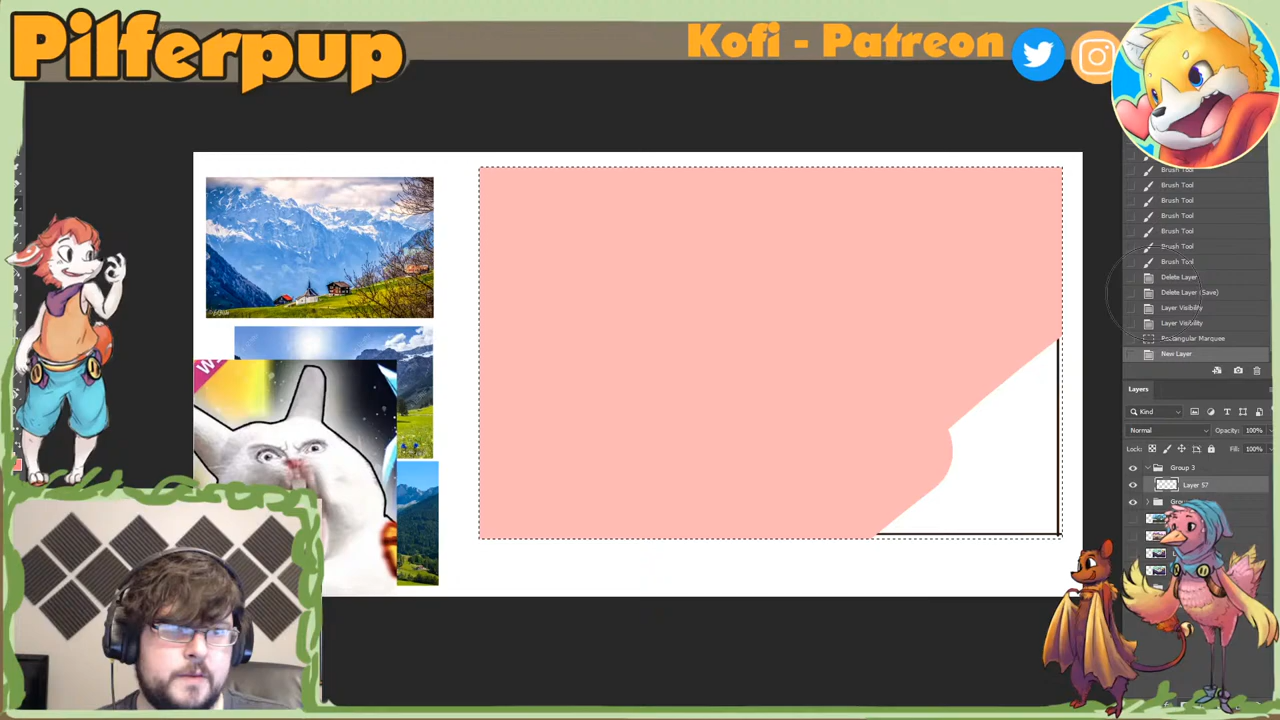 Pilferpup
Kofi - Patreon
Brush Tool
Brush Tool
Brush Tool
Brush Tool
Brush Tool
Brush Tool
Brush Tool
Delete Layer
Delete Layer (Save)
Layer Visibility
Layer Visibility
Rectangular Marquee
New Layer
Layers
Kind
Normal
Opacity: 100%
Lock:
Fill: 100%
Group 3
Layer 57